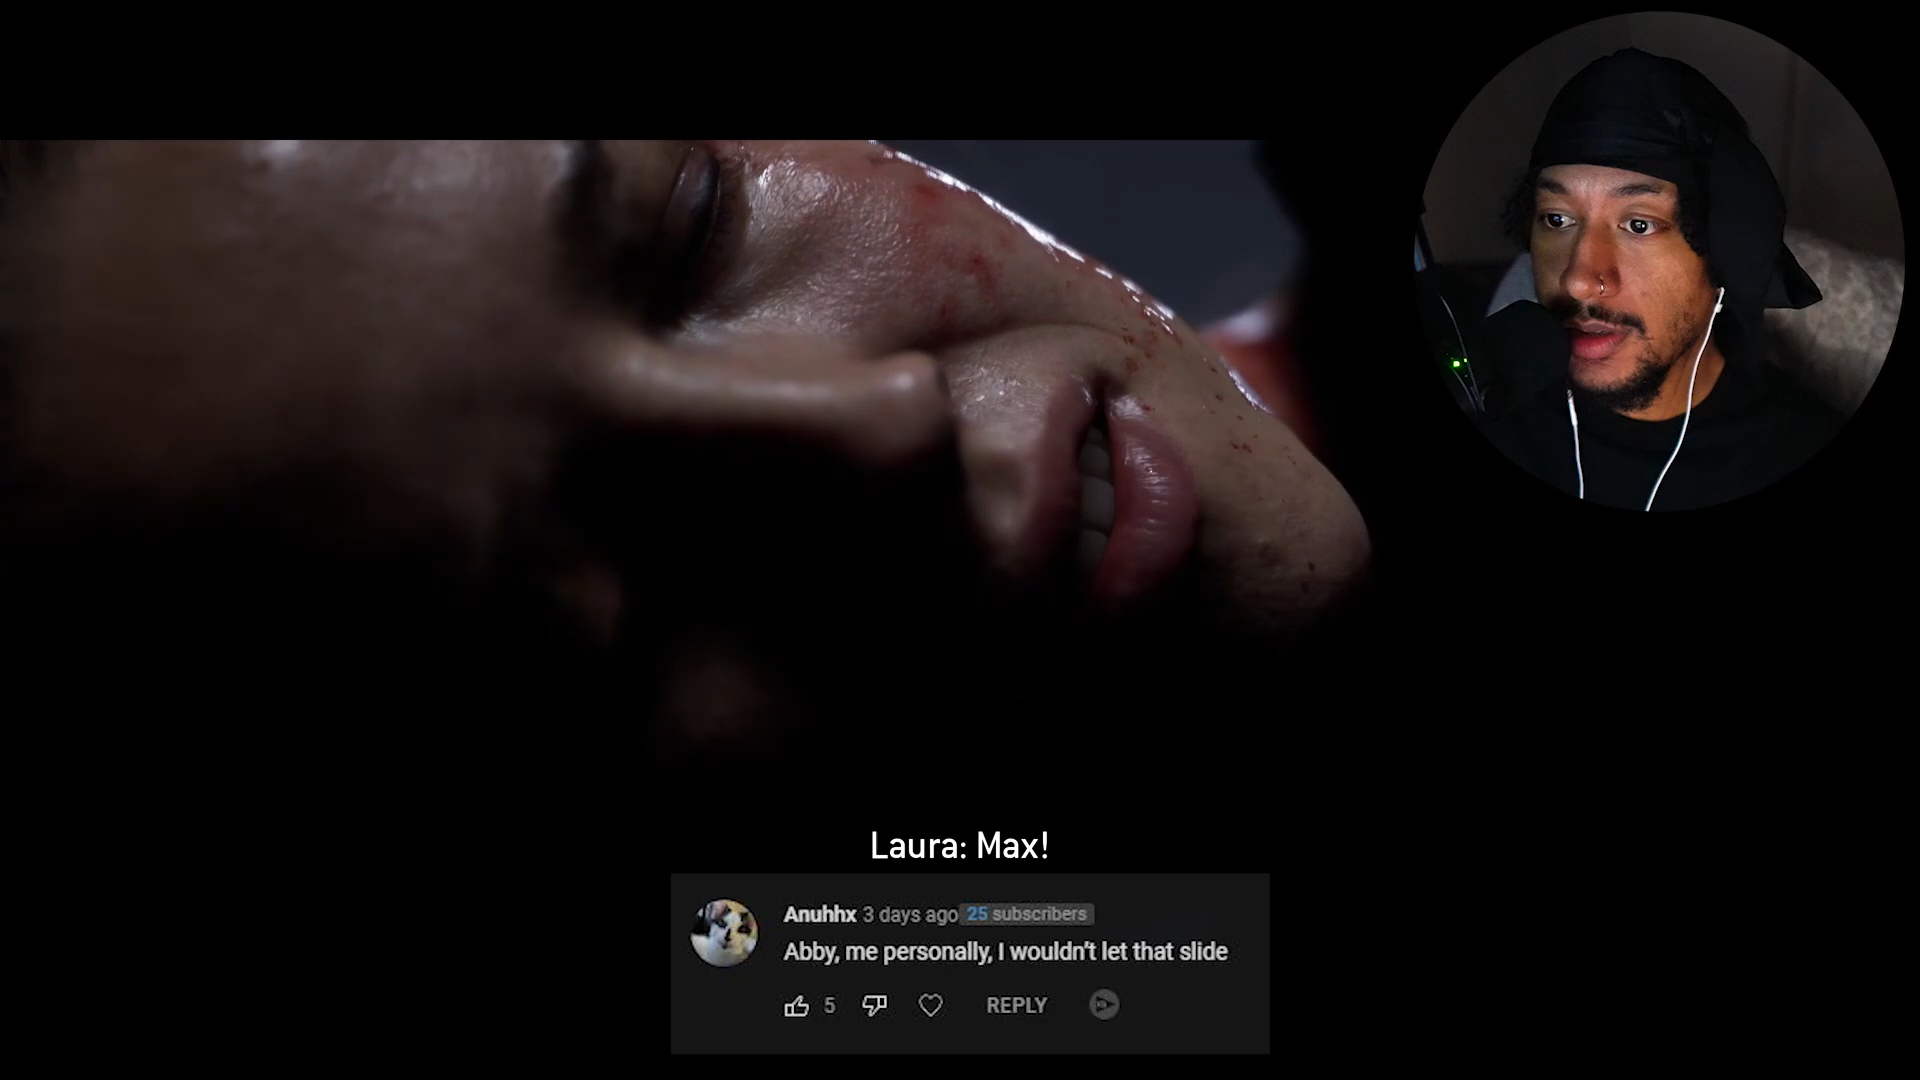 Laura: Max!
Anuhhx 3 days ago 25 subscribers
Abby, me personally, I wouldn't let that slide
5 REPLY